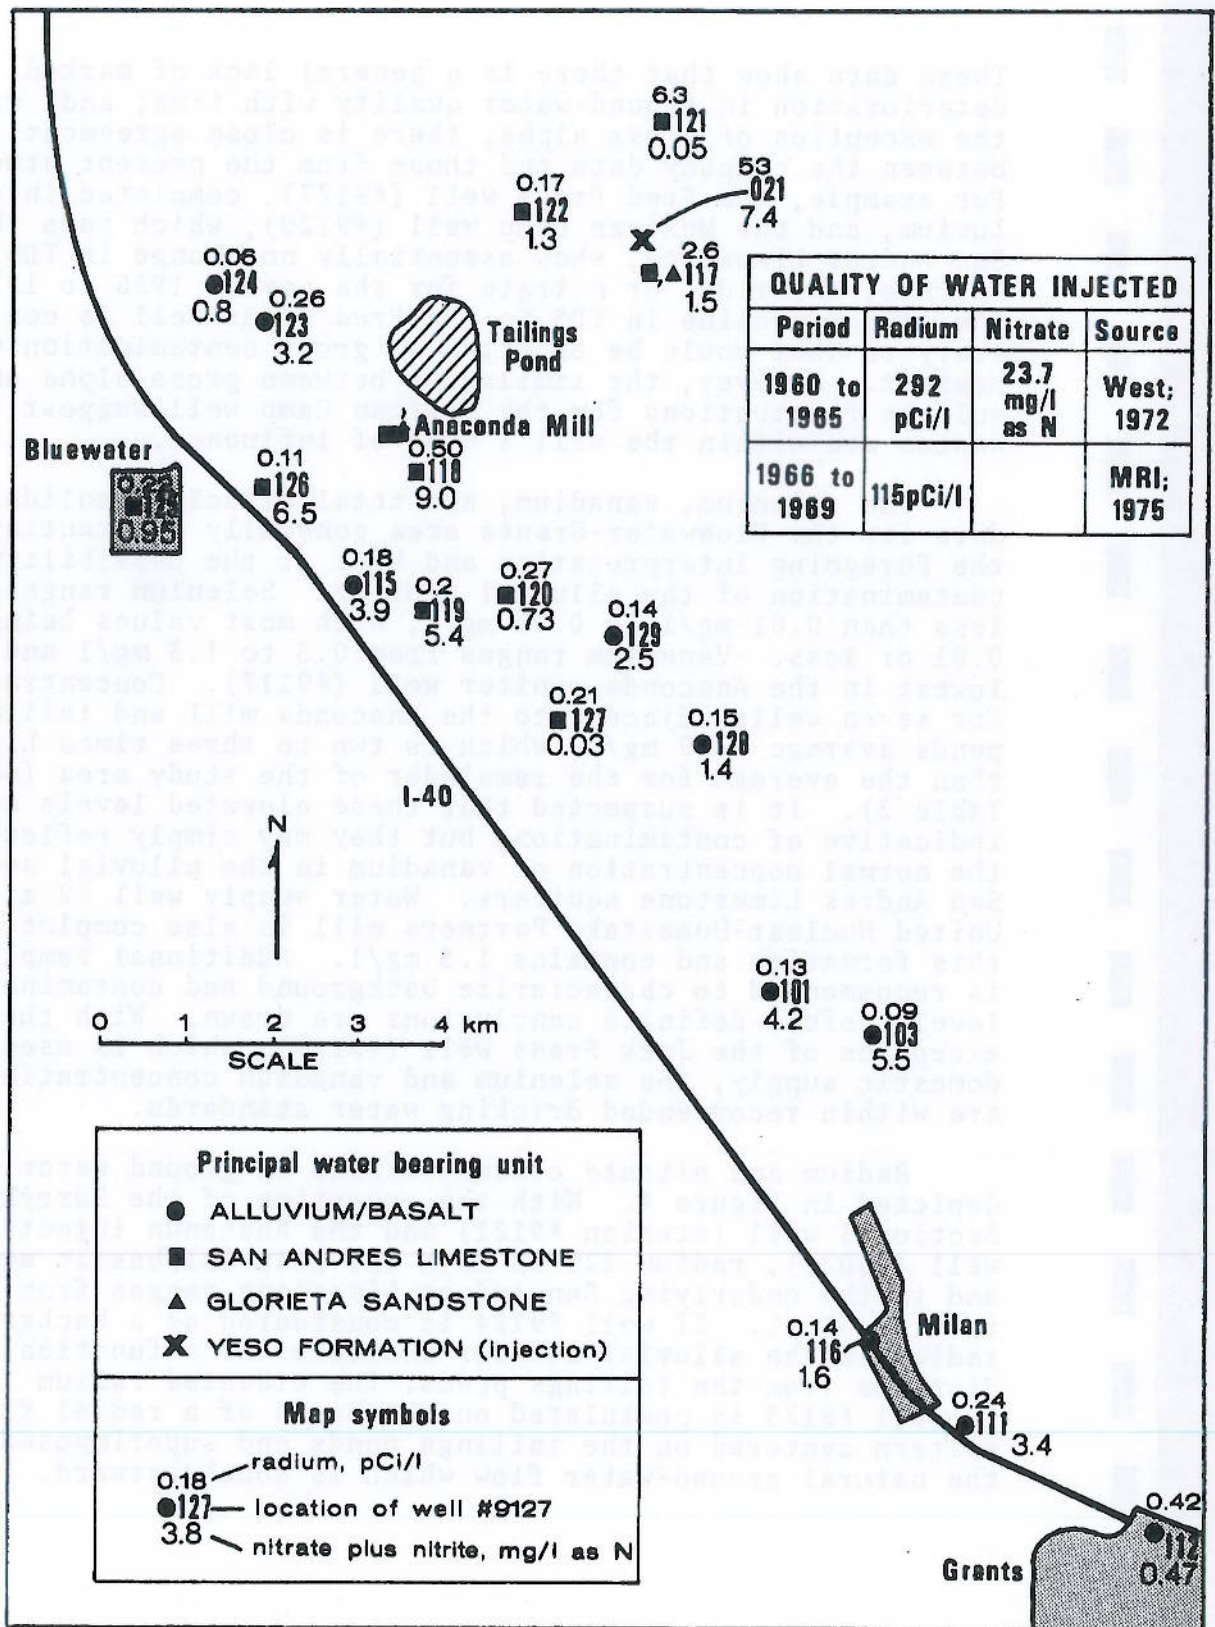 6.3
121
0.05
53
021
7.4
0.17
122
1.3
2.6
, 117
1.5
0.06
124
0.8
0.26
123
3.2
Tailings
Pond
QUALITY OF WATER INJECTED
Period Radium Nitrate Source
1960 to 1965 292 pCi/l 23.7 mg/l as N West; 1972
1966 to 1969 115pCi/l MRI; 1975
Anaconda Mill
0.50
118
9.0
Bluewater
0.95
0.11
126
6.5
0.18
115
3.9
0.2
119
5.4
0.27
120
0.73
0.14
129
2.5
0.21
127
0.03
0.15
128
1.4
I-40
N
0.13
101
4.2
0.09
103
5.5
0 1 2 3 4 km
SCALE
Principal water bearing unit
ALLUVIUM/BASALT
SAN ANDRES LIMESTONE
GLORIETA SANDSTONE
YESO FORMATION (Injection)
Map symbols
0.18 radium, pCi/l
127 location of well #9127
3.8 nitrate plus nitrite, mg/l as N
Milan
0.14
116
1.6
0.24
111
3.4
0.42
112
0.47
Grants